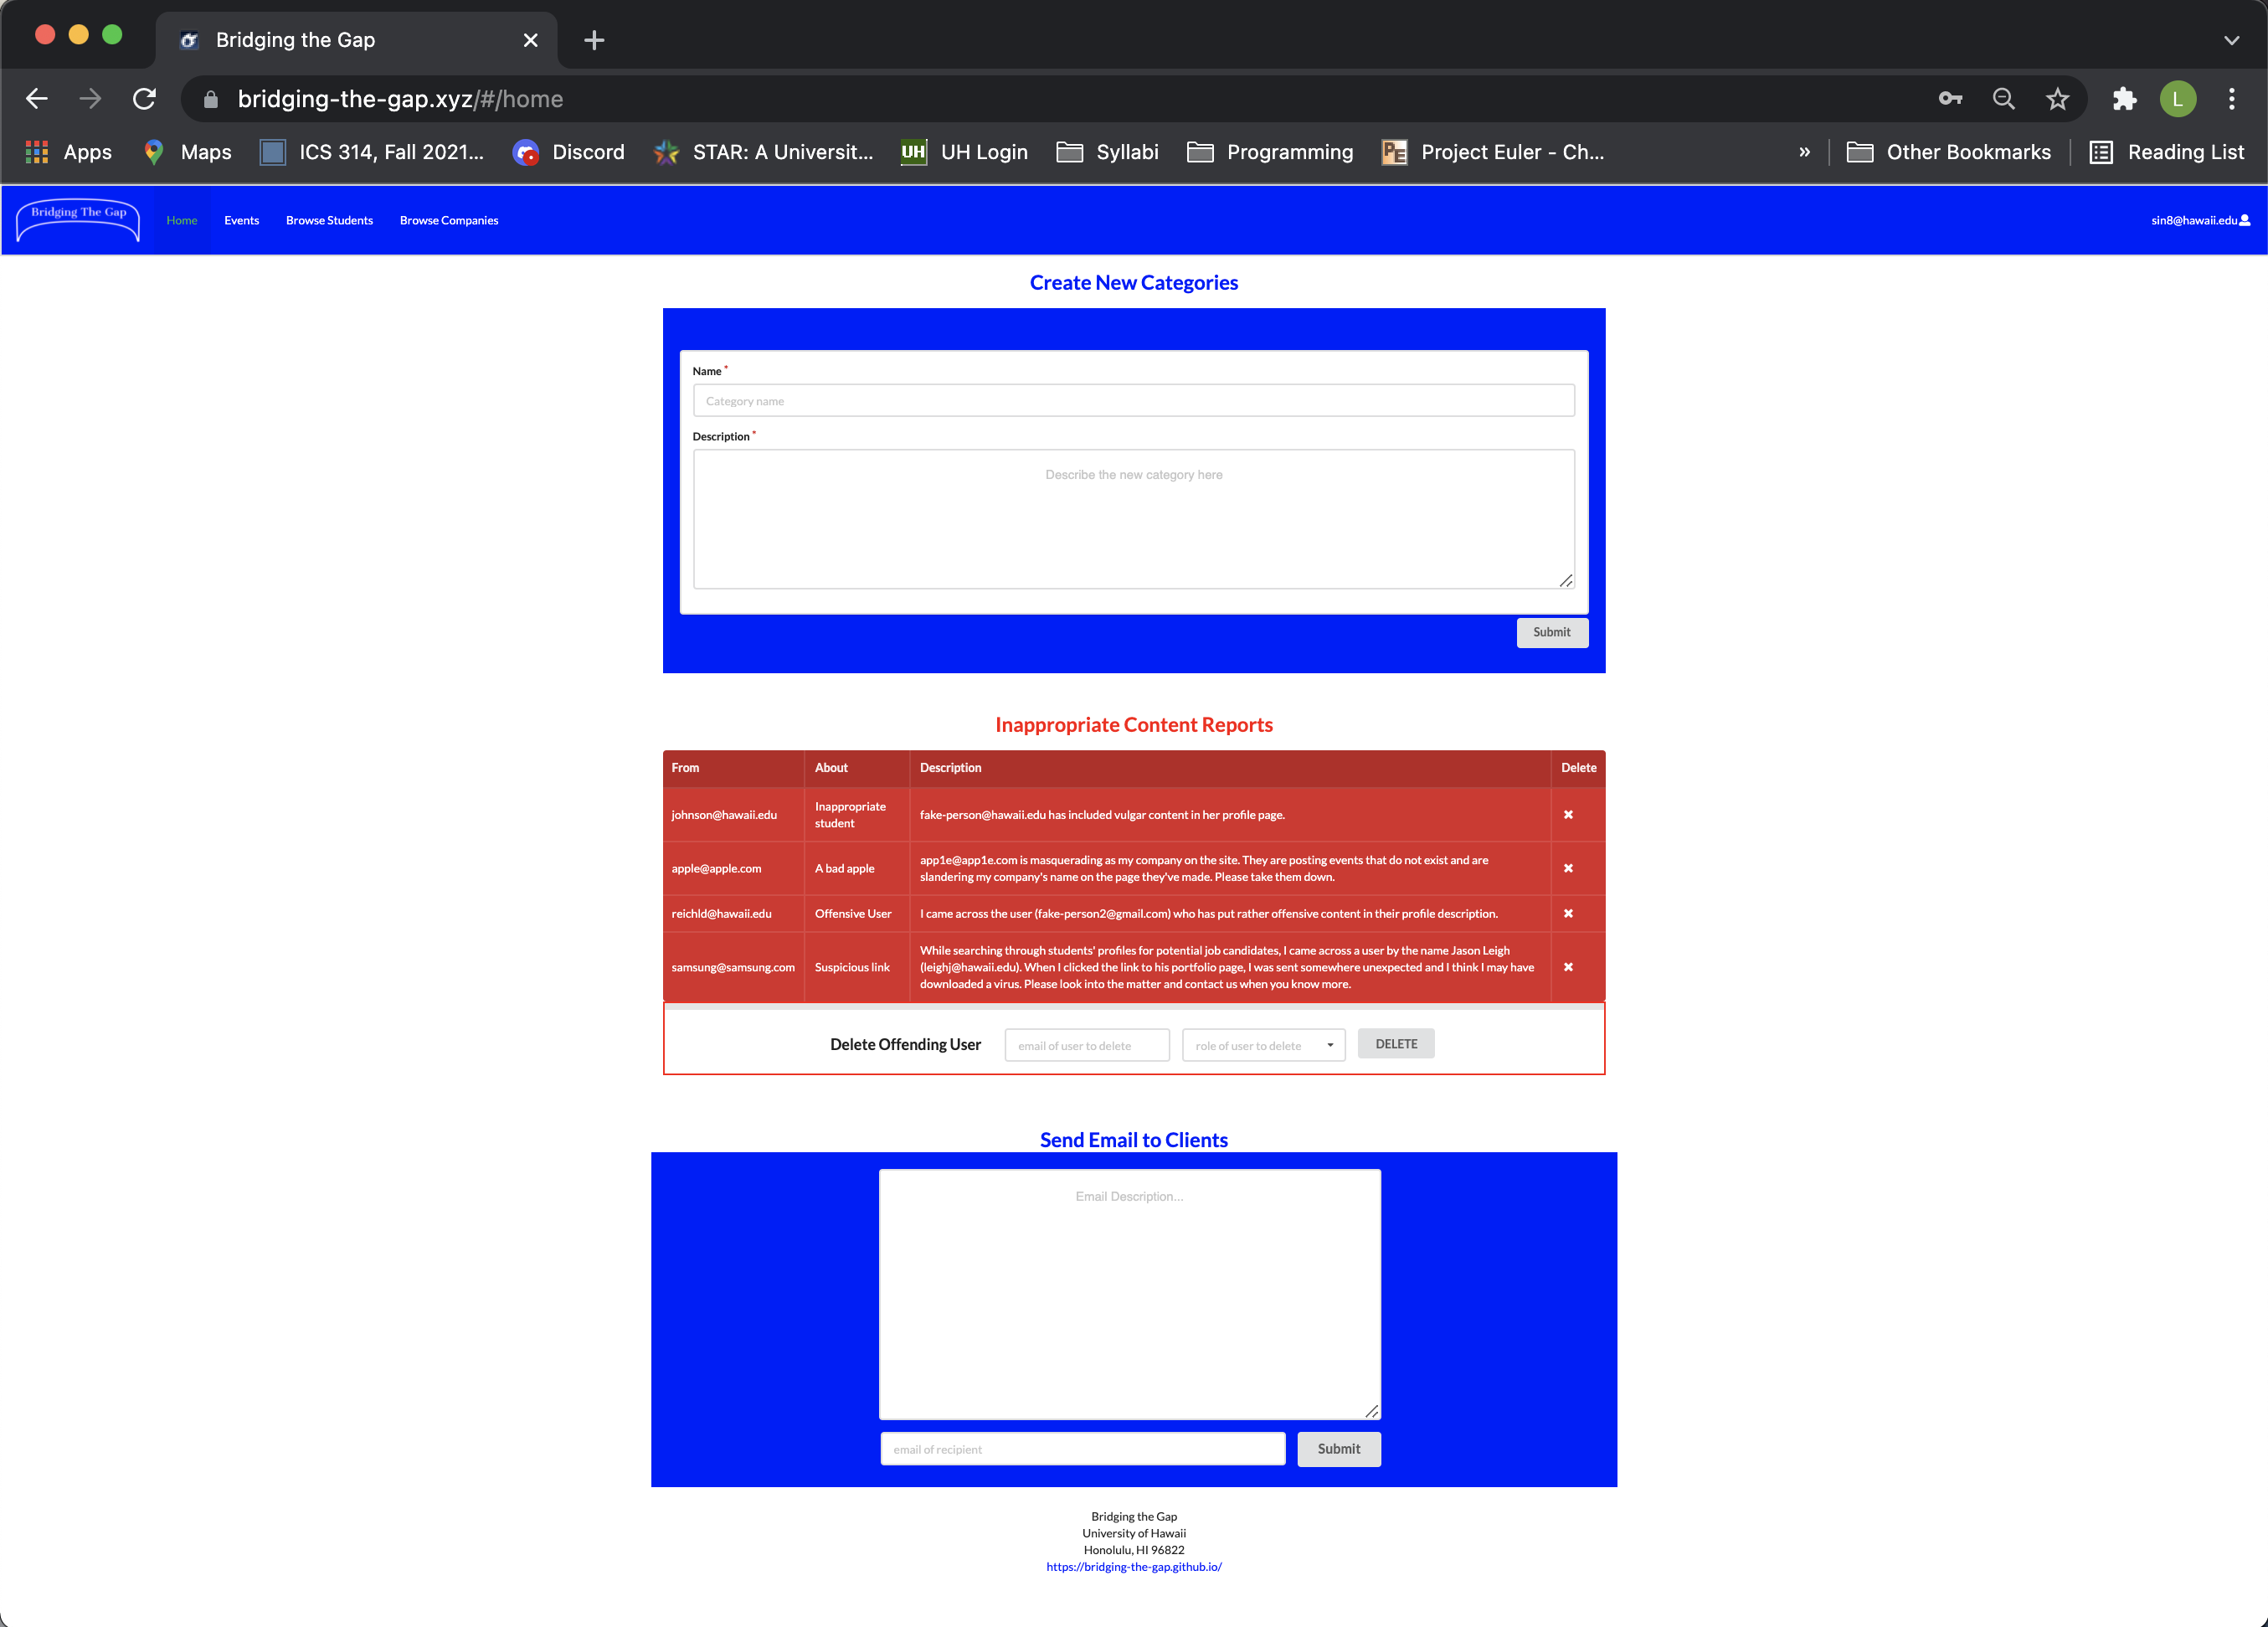 Bridging the Gap
bridging-the-gap.xyz/#/home
L
Apps
Maps
ICS 314, Fall 2021...
Discord
STAR: A Universit...
UH
UH Login
Syllabi
Programming
PE
Project Euler - Ch...
»
Other Bookmarks
Reading List
Bridging The Gap
Home
Events
Browse Students
Browse Companies
sin8@hawaii.edu
Create New Categories
Name *
Category name
Description *
Describe the new category here
Submit
Inappropriate Content Reports
From About Description Delete
johnson@hawaii.edu
Inappropriate
student
fake-person@hawaii.edu has included vulgar content in her profile page.
apple@apple.com
A bad apple
app1e@app1e.com is masquerading as my company on the site. They are posting events that do not exist and are
slandering my company's name on the page they've made. Please take them down.
reichld@hawaii.edu
Offensive User
I came across the user (fake-person2@gmail.com) who has put rather offensive content in their profile description.
samsung@samsung.com
Suspicious link
While searching through students' profiles for potential job candidates, I came across a user by the name Jason Leigh
(leighj@hawaii.edu). When I clicked the link to his portfolio page, I was sent somewhere unexpected and I think I may have
downloaded a virus. Please look into the matter and contact us when you know more.
Delete Offending User
email of user to delete
role of user to delete
DELETE
Send Email to Clients
Email Description...
email of recipient
Submit
Bridging the Gap
University of Hawaii
Honolulu, HI 96822
https://bridging-the-gap.github.io/